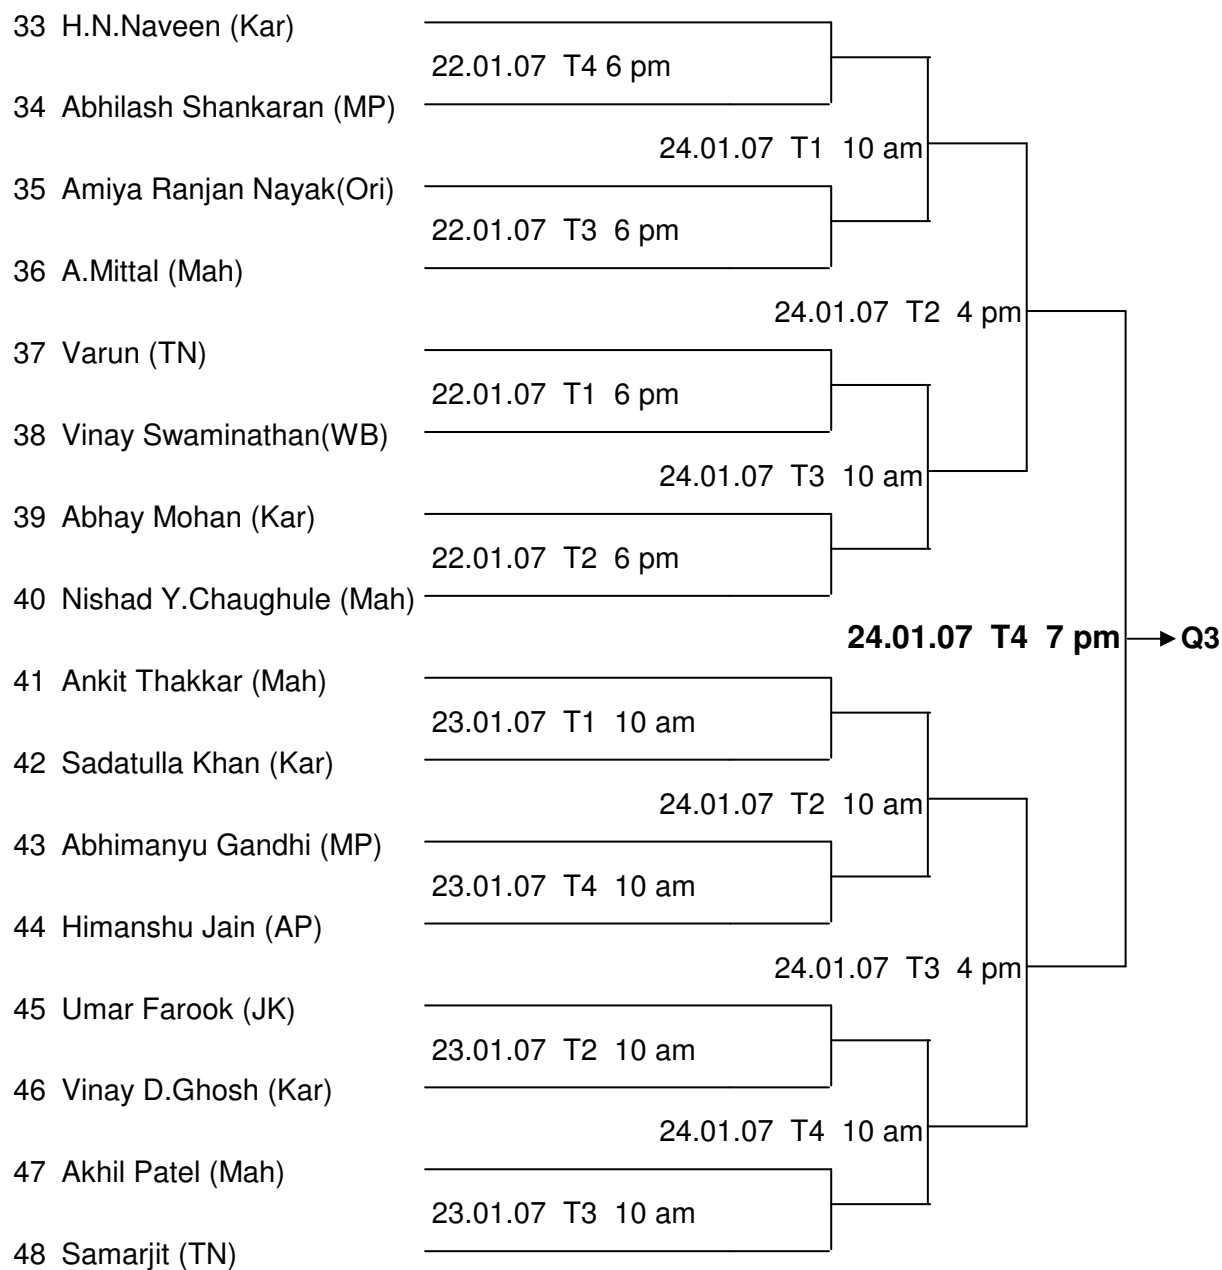 33 H.N.Naveen (Kar)
22.01.07 T4 6 pm
34 Abhilash Shankaran (MP)
24.01.07 T1 10 am
35 Amiya Ranjan Nayak(Ori)
22.01.07 T3 6 pm
36 A.Mittal (Mah)
24.01.07 T2 4 pm
37 Varun (TN)
22.01.07 T1 6 pm
38 Vinay Swaminathan(WB)
24.01.07 T3 10 am
39 Abhay Mohan (Kar)
22.01.07 T2 6 pm
40 Nishad Y.Chaughule (Mah)
24.01.07 T4 7 pm Q3
41 Ankit Thakkar (Mah)
23.01.07 T1 10 am
42 Sadatulla Khan (Kar)
24.01.07 T2 10 am
43 Abhimanyu Gandhi (MP)
23.01.07 T4 10 am
44 Himanshu Jain (AP)
24.01.07 T3 4 pm
45 Umar Farook (JK)
23.01.07 T2 10 am
46 Vinay D.Ghosh (Kar)
24.01.07 T4 10 am
47 Akhil Patel (Mah)
23.01.07 T3 10 am
48 Samarjit (TN)